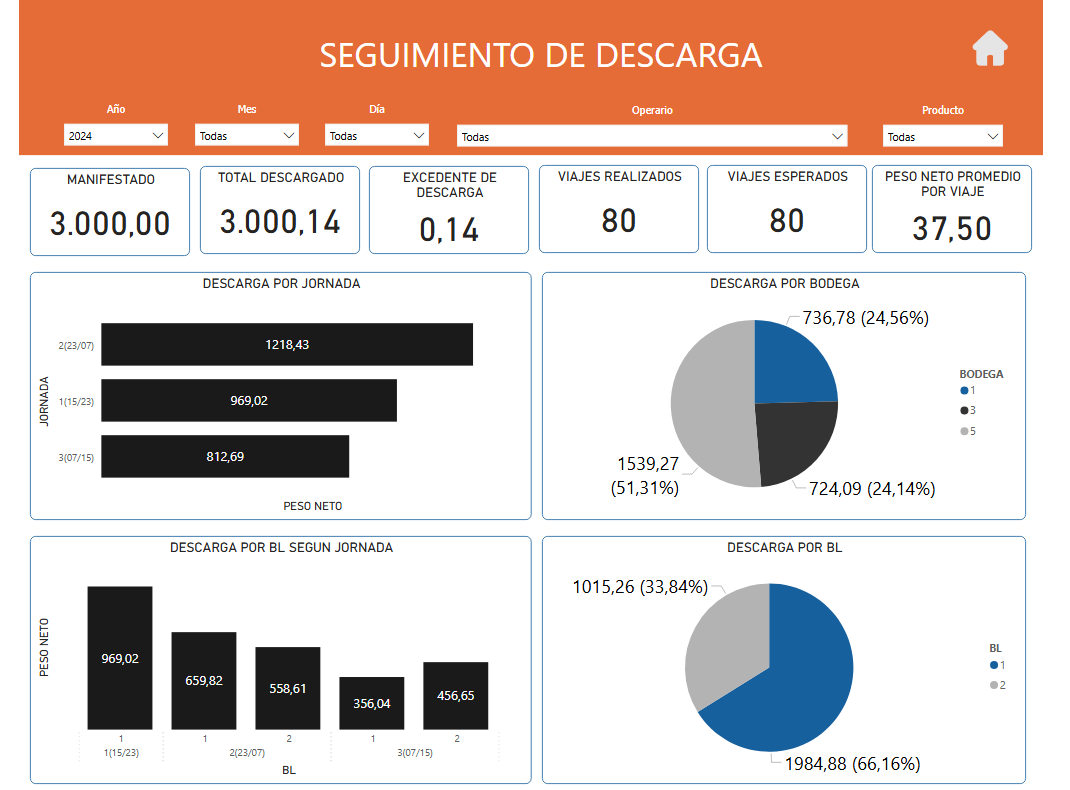 SEGUIMIENTO DE DESCARGA
Año
Mes
Día
Operario
Producto
2024
Todas
Todas
Todas
Todas
MANIFESTADO
3.000,00
TOTAL DESCARGADO
3.000,14
EXCEDENTE DE
DESCARGA
0,14
VIAJES REALIZADOS
80
VIAJES ESPERADOS
80
PESO NETO PROMEDIO
POR VIAJE
37,50
DESCARGA POR JORNADA
JORNADA
2(23/07)
1218,43
1(15/23)
969,02
3(07/15)
812,69
PESO NETO
DESCARGA POR BODEGA
736,78 (24,56%)
1539,27
(51,31%)
724,09 (24,14%)
BODEGA
1
3
5
DESCARGA POR BL SEGUN JORNADA
PESO NETO
969,02
659,82
558,61
356,04
456,65
1
1
2
1
2
1(15/23)
2(23/07)
3(07/15)
BL
DESCARGA POR BL
1015,26 (33,84%)
1984,88 (66,16%)
BL
1
2